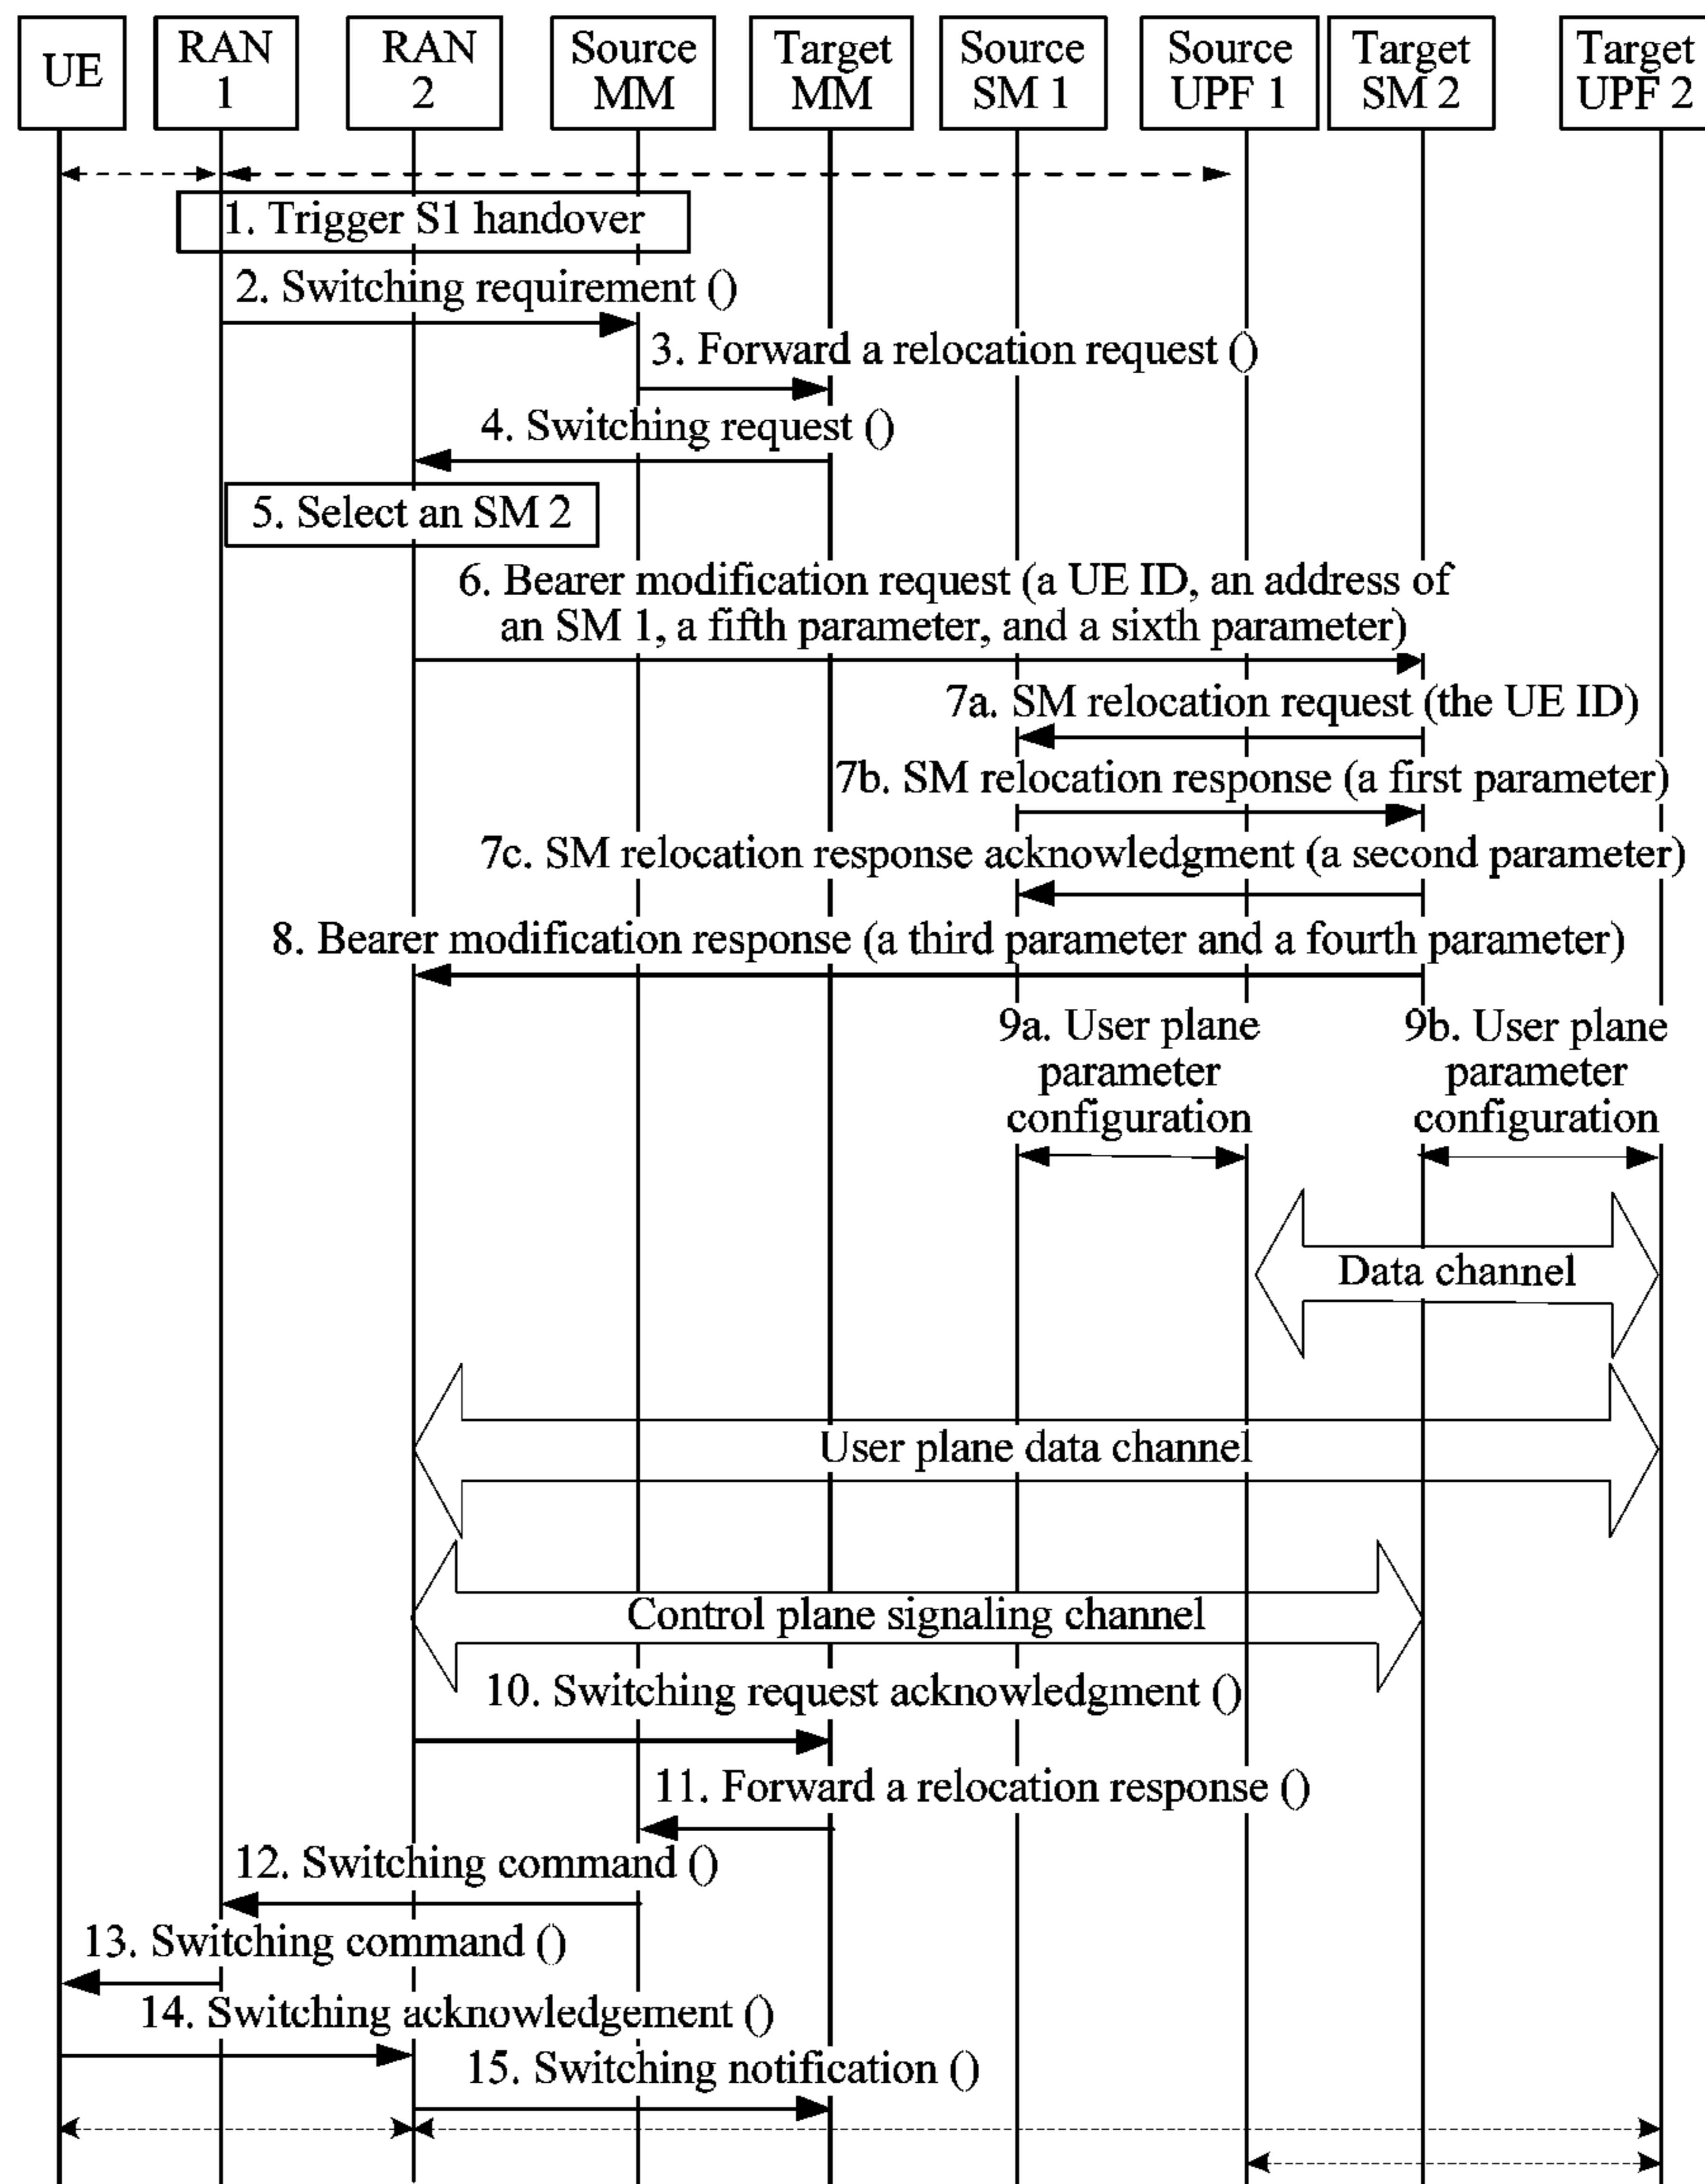 UE
RAN
1
RAN
2
Source
MM
Target
MM
Source
SM 1
Source
UPF 1
Target
SM 2
Target
UPF 2
1. Trigger S1 handover
2. Switching requirement ()
3. Forward a relocation request ()
4. Switching request ()
5. Select an SM 2
6. Bearer modification request (a UE ID, an address of
an SM 1, a fifth parameter, and a sixth parameter)
7a. SM relocation request (the UE ID)
7b. SM relocation response (a first parameter)
7c. SM relocation response acknowledgment (a second parameter)
8. Bearer modification response (a third parameter and a fourth parameter)
9a. User plane
parameter
configuration
9b. User plane
parameter
configuration
Data channel
User plane data channel
Control plane signaling channel
10. Switching request acknowledgment ()
11. Forward a relocation response ()
12. Switching command ()
13. Switching command ()
14. Switching acknowledgement ()
15. Switching notification ()